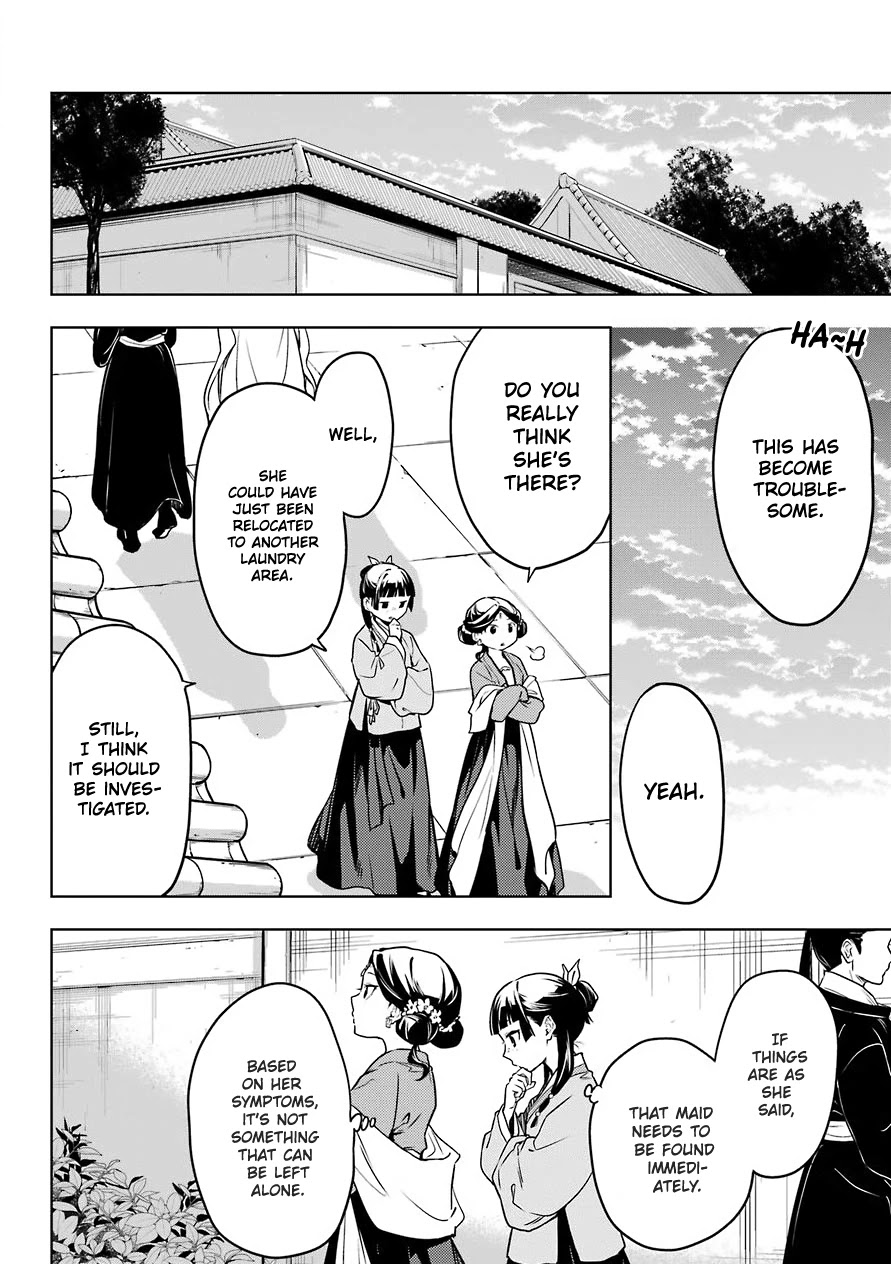 HA~H
THIS HAS
BECOME
TROUBLE-
SOME.
YEAH.
DO YOU
REALLY
THINK
SHE'S
THERE?
WELL,
SHE
COULD HAVE
JUST BEEN
RELOCATED
TO ANOTHER
LAUNDRY
AREA.
STILL,
I THINK
IT SHOULD
BE INVES-
TIGATED.
IF
THINGS
ARE AS
SHE
SAID,
THAT MAID
NEEDS TO
BE FOUND
IMMEDI-
ATELY.
BASED
ON HER
SYMPTOMS,
IT'S NOT
SOMETHING
THAT CAN
BE LEFT
ALONE.